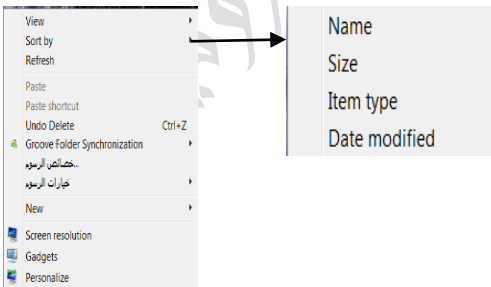 View
Sort by
Refresh
Paste
Paste shortcut
Undo Delete Ctrl+Z
Groove Folder Synchronization
خصائص الرسوم...
خيارات الرسوم
New
Screen resolution
Gadgets
Personalize
Name
Size
Item type
Date modified